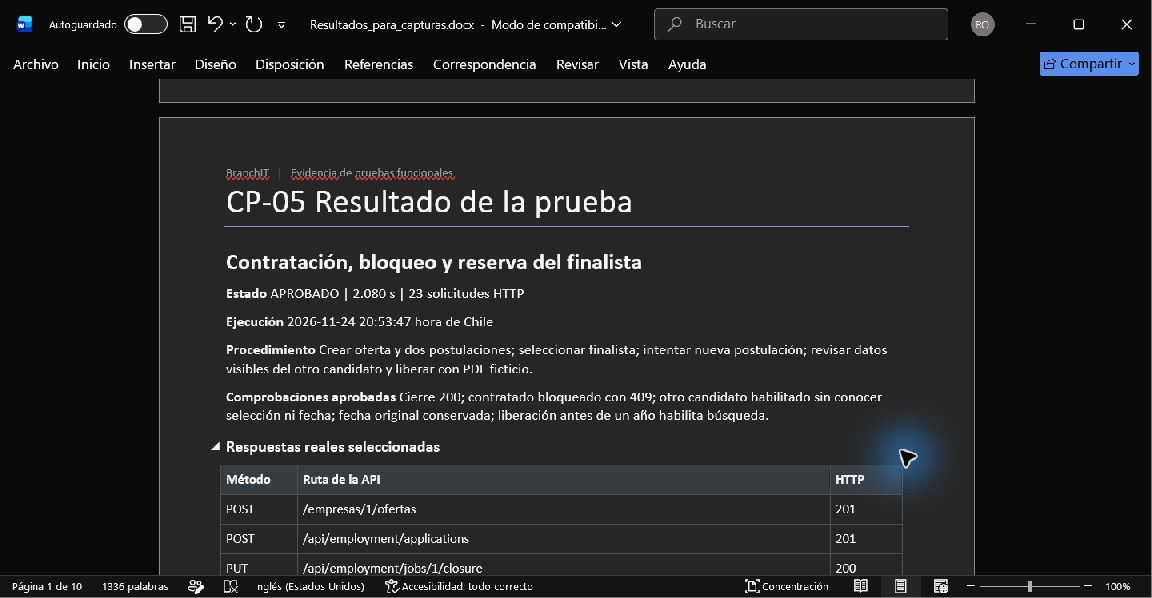 Autoguardado
Resultados_para_capturas.docx - Modo de compatibi...
Buscar
RO
Archivo Inicio Insertar Diseño Disposición Referencias Correspondencia Revisar Vista Ayuda
Compartir
BranchIT | Evidencia de pruebas funcionales
CP-05 Resultado de la prueba
Contratación, bloqueo y reserva del finalista
Estado APROBADO | 2.080 s | 23 solicitudes HTTP
Ejecución 2026-11-24 20:53:47 hora de Chile
Procedimiento Crear oferta y dos postulaciones; seleccionar finalista; intentar nueva postulación; revisar datos
visibles del otro candidato y liberar con PDF ficticio.
Comprobaciones aprobadas Cierre 200; contratado bloqueado con 409; otro candidato habilitado sin conocer
selección ni fecha; fecha original conservada; liberación antes de un año habilita búsqueda.
Respuestas reales seleccionadas
Método Ruta de la API HTTP
POST /empresas/1/ofertas 201
POST /api/employment/applications 201
PUT /api/employment/jobs/1/closure 200
Página 1 de 10 1336 palabras nglés (Estados Unidos) Accesibilidad: todo correcto Concentración 100%